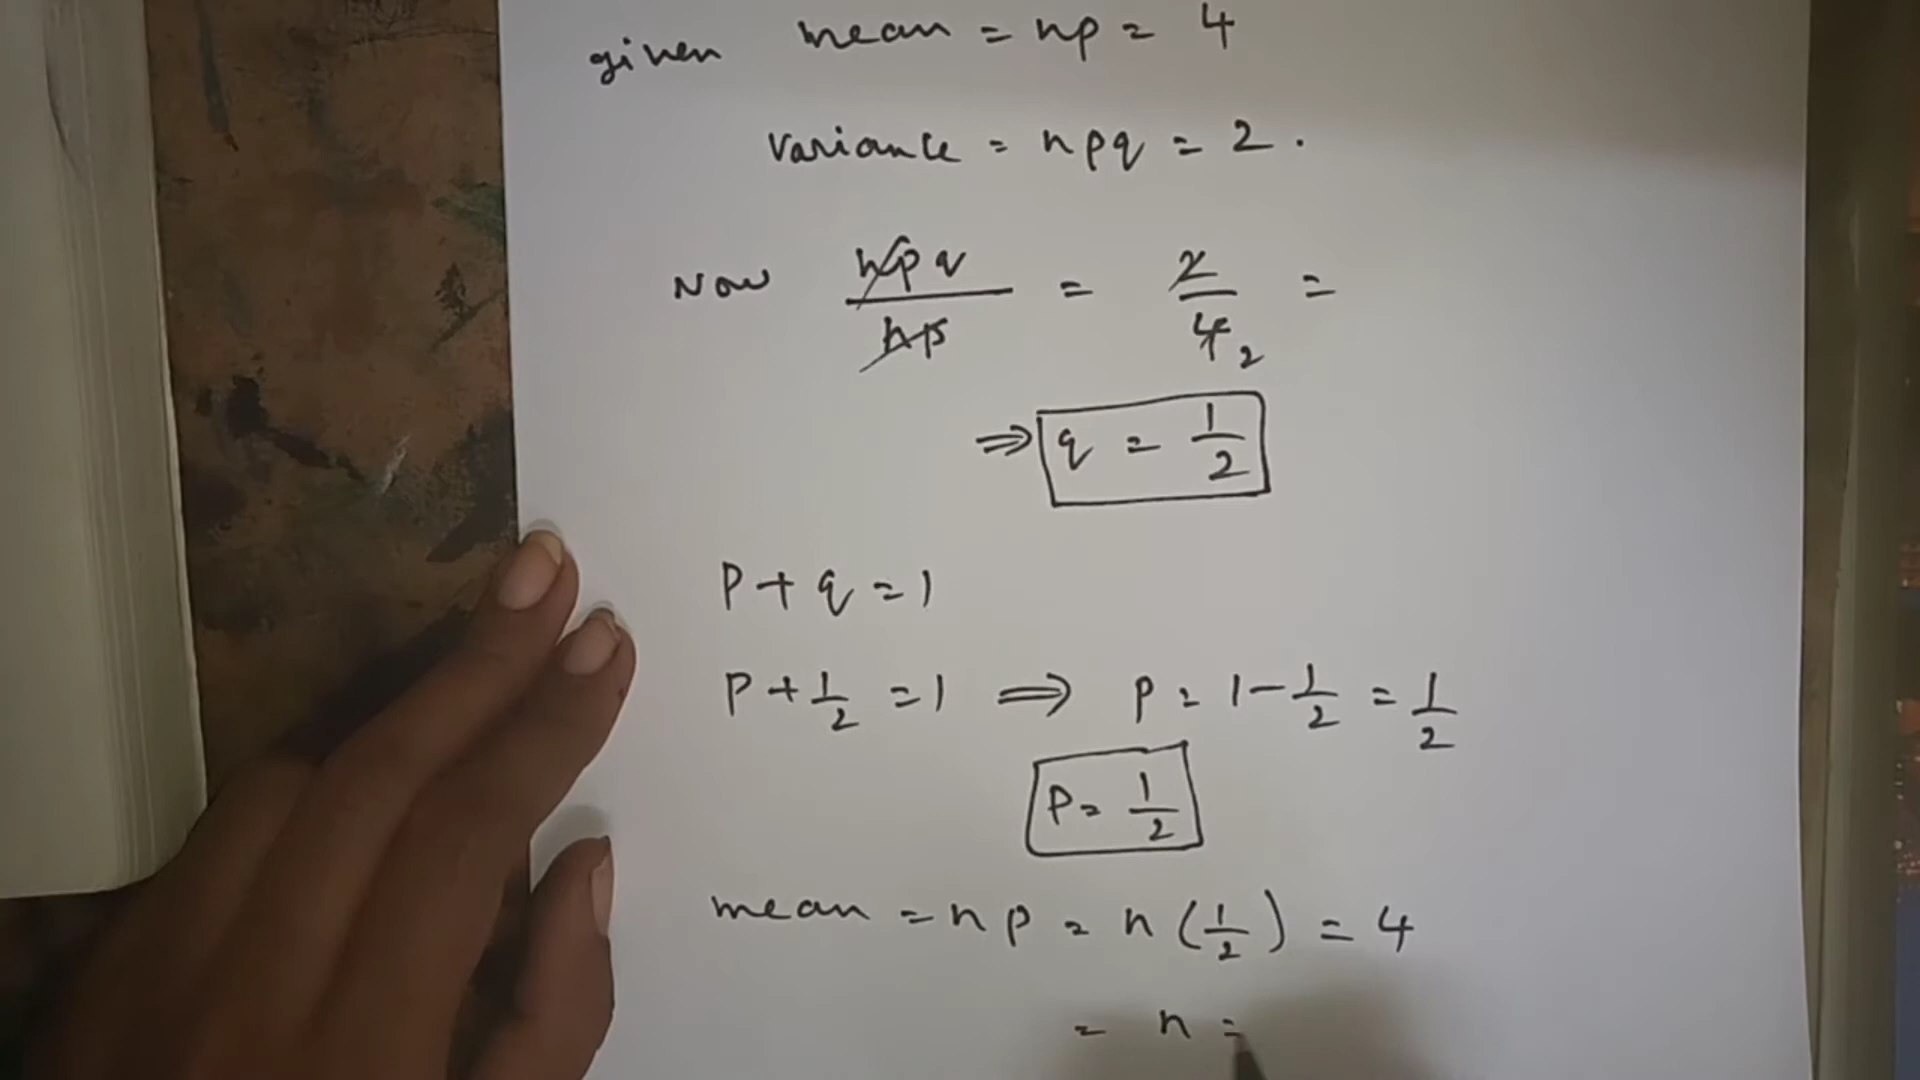 given mean = np = 4
Variance = npq = 2.
Now npq/np = 2/4 2 =
⇒ q = 1/2
P + q = 1
P + 1/2 = 1 ⇒ P = 1 - 1/2 = 1/2
P = 1/2
mean = np = n (1/2) = 4
= n =